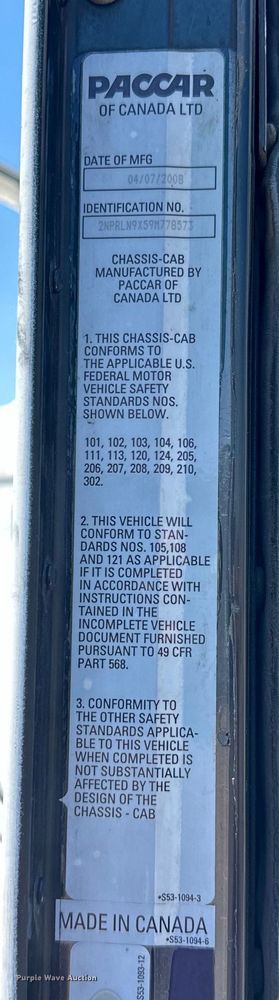 PACCAR
OF CANADA LTD
DATE OF MFG
04/07/2008
IDENTIFICATION NO.
2NPRLN9X59M778573
CHASSIS-CAB
MANUFACTURED BY
PACCAR OF
CANADA LTD
1. THIS CHASSIS-CAB
CONFORMS TO
THE APPLICABLE U.S.
FEDERAL MOTOR
VEHICLE SAFETY
STANDARDS NOS.
SHOWN BELOW.
101, 102, 103, 104, 106,
111, 113, 120, 124, 205,
206, 207, 208, 209, 210,
302.
2. THIS VEHICLE WILL
CONFORM TO STAN-
DARDS NOS. 105,108
AND 121 AS APPLICABLE
IF IT IS COMPLETED
IN ACCORDANCE WITH
INSTRUCTIONS CON-
TAINED IN THE
INCOMPLETE VEHICLE
DOCUMENT FURNISHED
PURSUANT TO 49 CFR
PART 568.
3. CONFORMITY TO
THE OTHER SAFETY
STANDARDS APPLICA-
BLE TO THIS VEHICLE
WHEN COMPLETED IS
NOT SUBSTANTIALLY
AFFECTED BY THE
DESIGN OF THE
CHASSIS - CAB
*S53-1094-3
MADE IN CANADA
*S53-1094-6
S53-1093-12
Purple Wave Auction